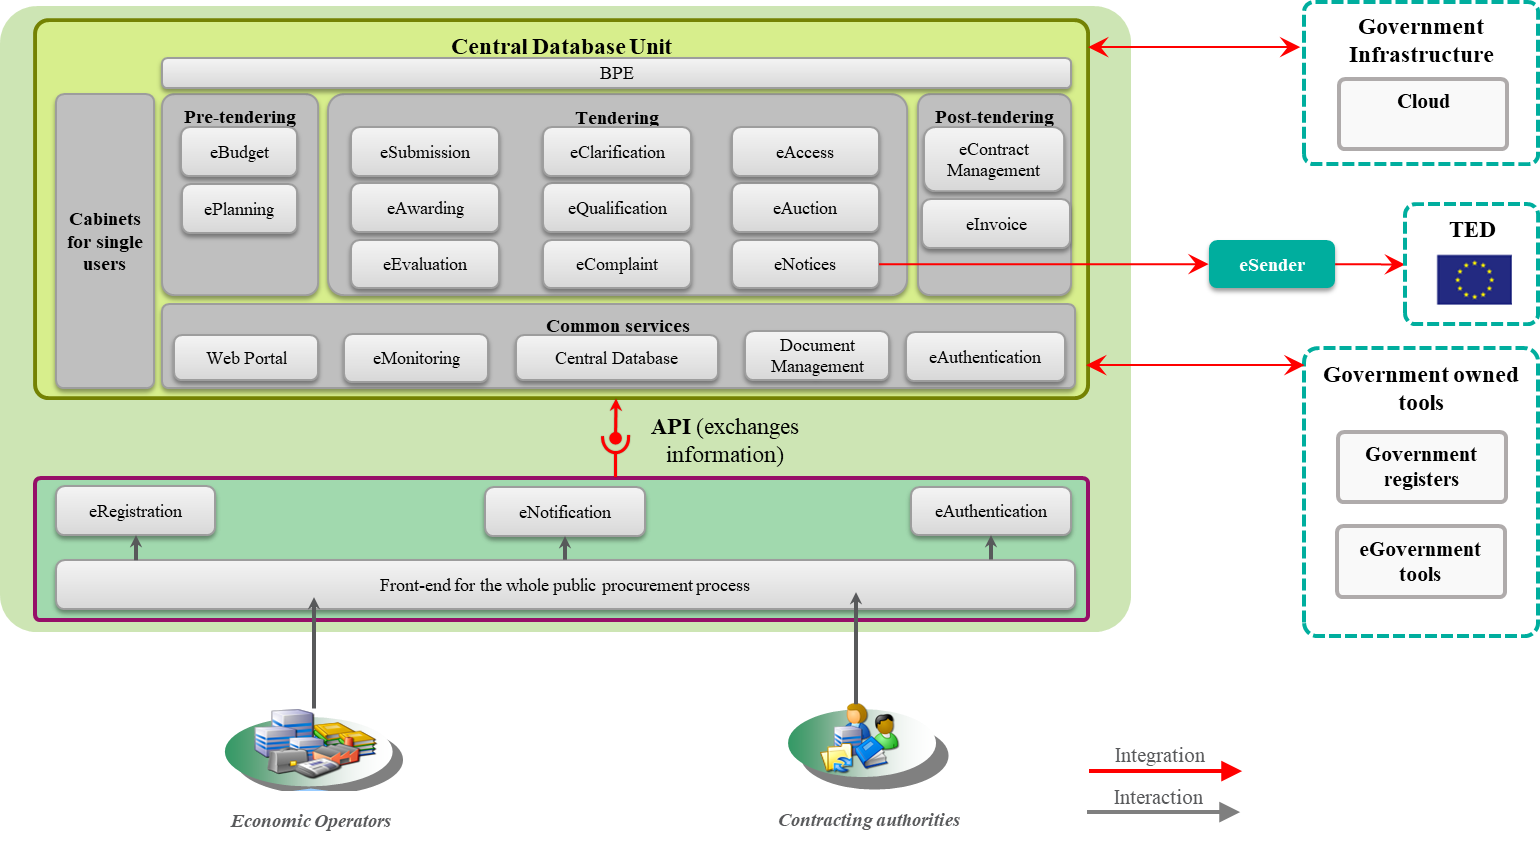 Central Database Unit
BPE
Cabinets
for single
users
Pre-tendering
eBudget
ePlanning
Tendering
eSubmission
eClarification
eAccess
eAwarding
eQualification
eAuction
eEvaluation
eComplaint
eNotices
Post-tendering
eContract
Management
eInvoice
Common services
Web Portal
eMonitoring
Central Database
Document
Management
eAuthentication
Government
Infrastructure
Cloud
eSender
TED
Government owned
tools
Government
registers
eGovernment
tools
API (exchanges
information)
eRegistration
eNotification
eAuthentication
Front-end for the whole public procurement process
Economic Operators
Contracting authorities
Integration
Interaction